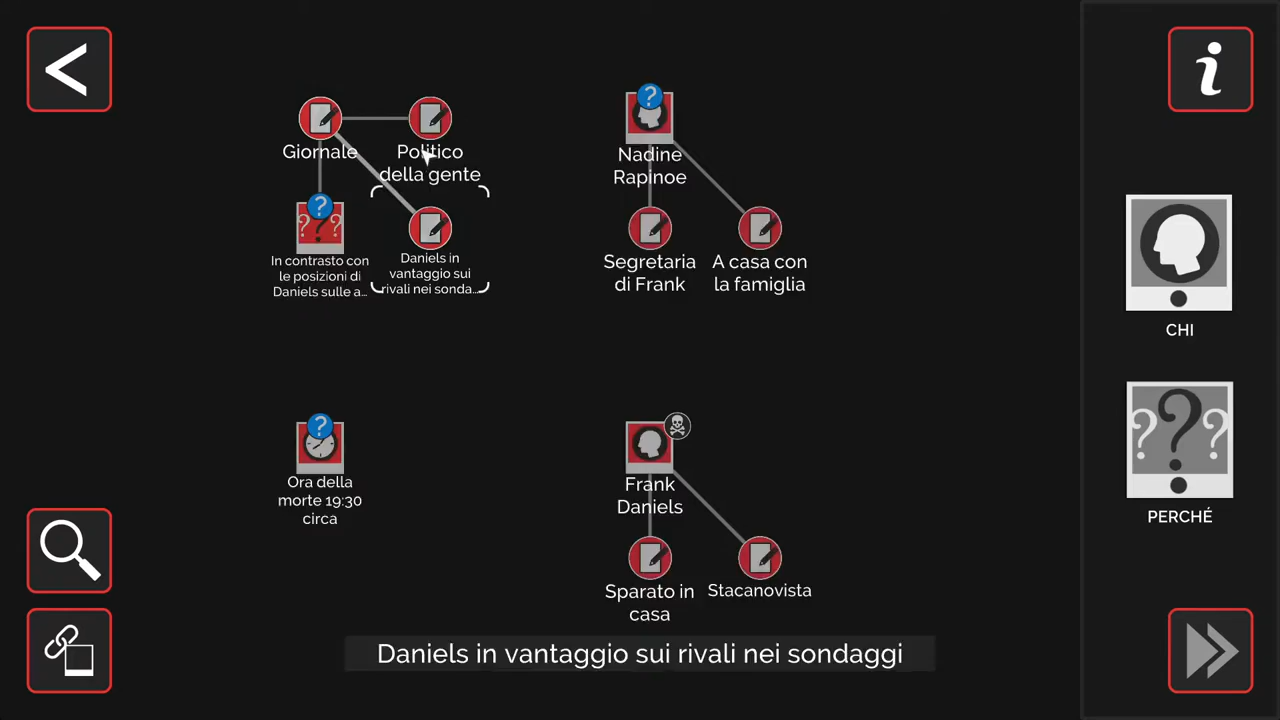 Giornale
Politico
della gente
In contrasto con
le posizioni di
Daniels sulle a...
Daniels in
vantaggio sui
rivali nei sonda...
Nadine
Rapinoe
Segretaria
di Frank
A casa con
la famiglia
Ora della
morte 19:30
circa
Frank
Daniels
Sparato in
casa
Stacanovista
CHI
PERCHÉ
Daniels in vantaggio sui rivali nei sondaggi